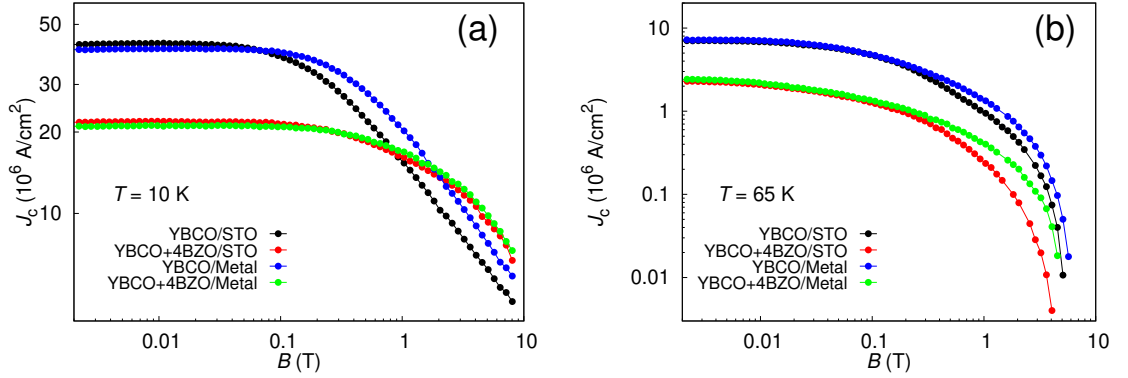 (a)
50
40
30
20
10
J_c (10^6 A/cm^2)
T = 10 K
YBCO/STO
YBCO+4BZO/STO
YBCO/Metal
YBCO+4BZO/Metal
0.01 0.1 1 10
B (T)
(b)
10
1
0.1
0.01
J_c (10^6 A/cm^2)
T = 65 K
YBCO/STO
YBCO+4BZO/STO
YBCO/Metal
YBCO+4BZO/Metal
0.01 0.1 1 10
B (T)